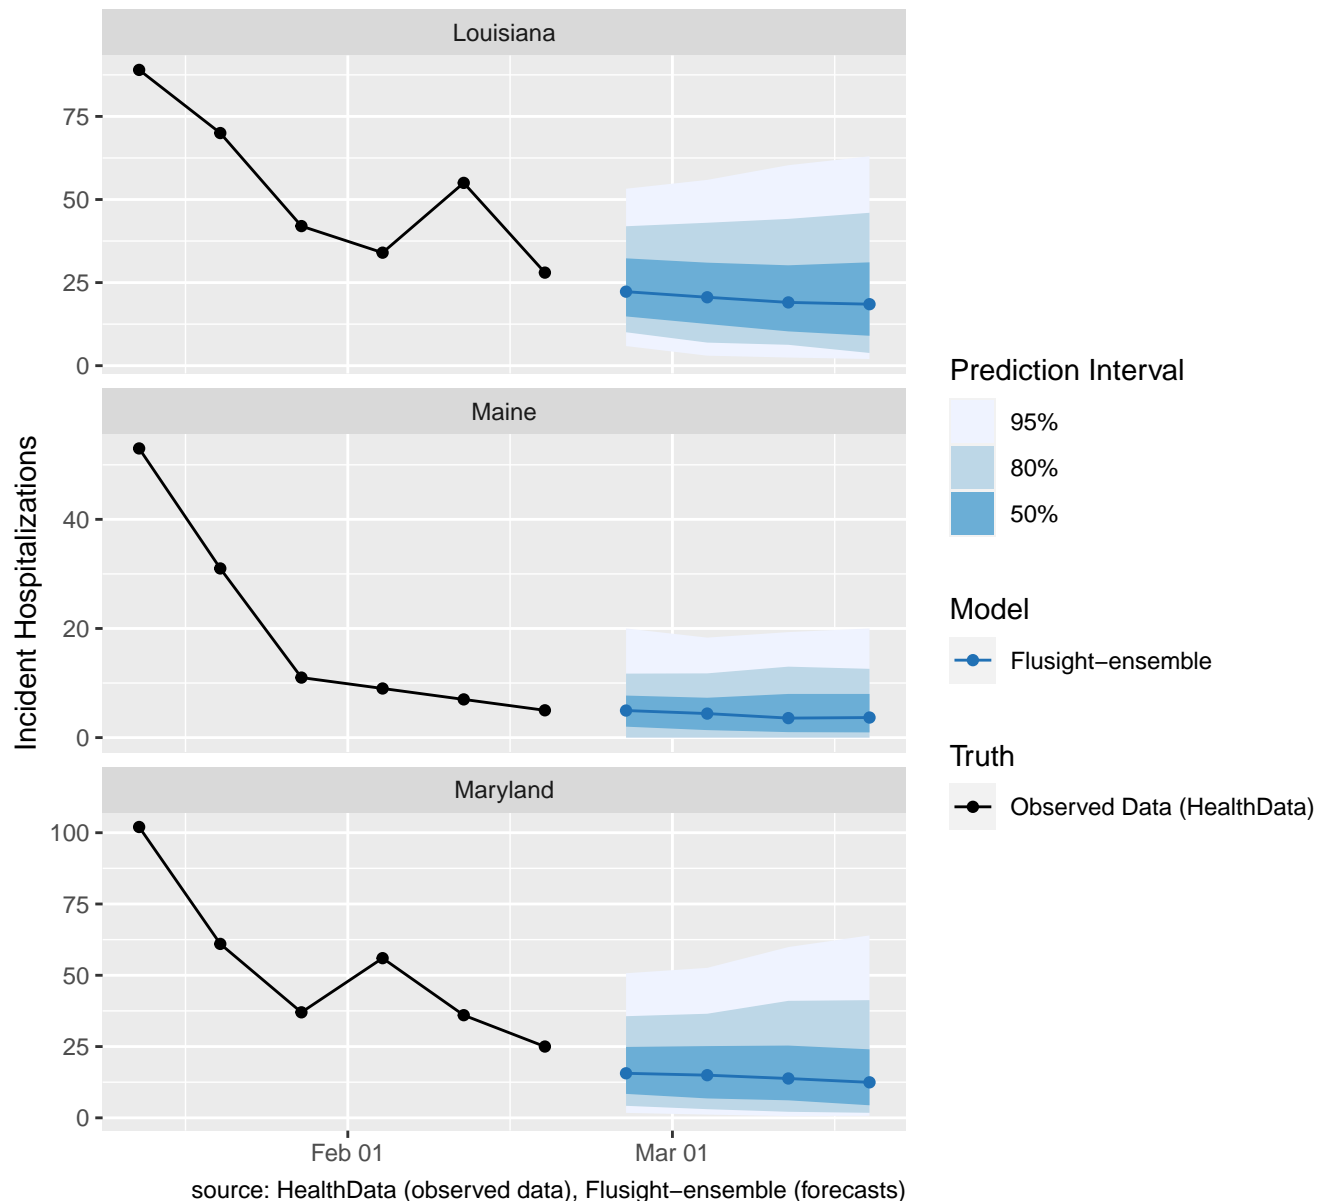 Louisiana
75
50
25
0
Maine
40
20
0
Maryland
100
75
50
25
0
Feb 01
Mar 01
Incident Hospitalizations
source: HealthData (observed data), Flusight−ensemble (forecasts)
Prediction Interval
95%
80%
50%
Model
Flusight−ensemble
Truth
Observed Data (HealthData)